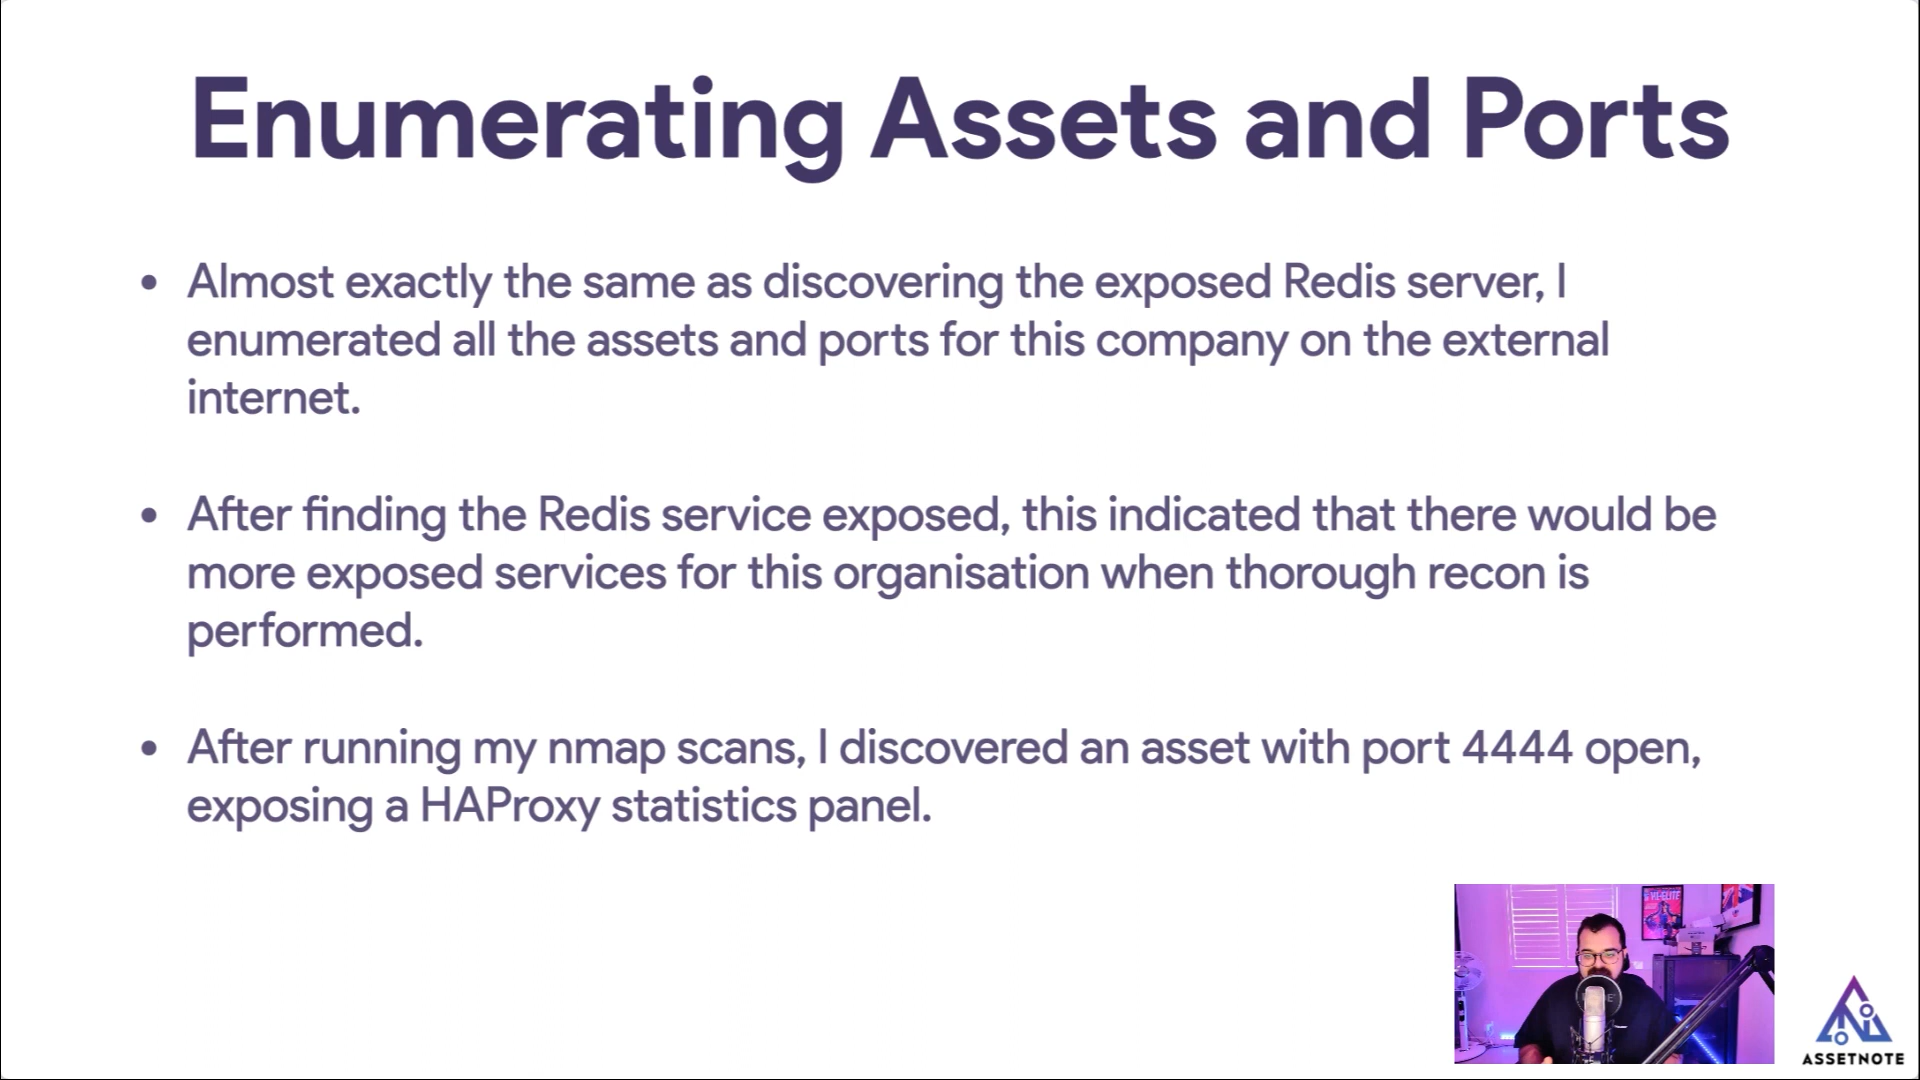 Enumerating Assets and Ports
• Almost exactly the same as discovering the exposed Redis server, I
enumerated all the assets and ports for this company on the external
internet.
• After finding the Redis service exposed, this indicated that there would be
more exposed services for this organisation when thorough recon is
performed.
• After running my nmap scans, I discovered an asset with port 4444 open,
exposing a HAProxy statistics panel.
ASSETNOTE